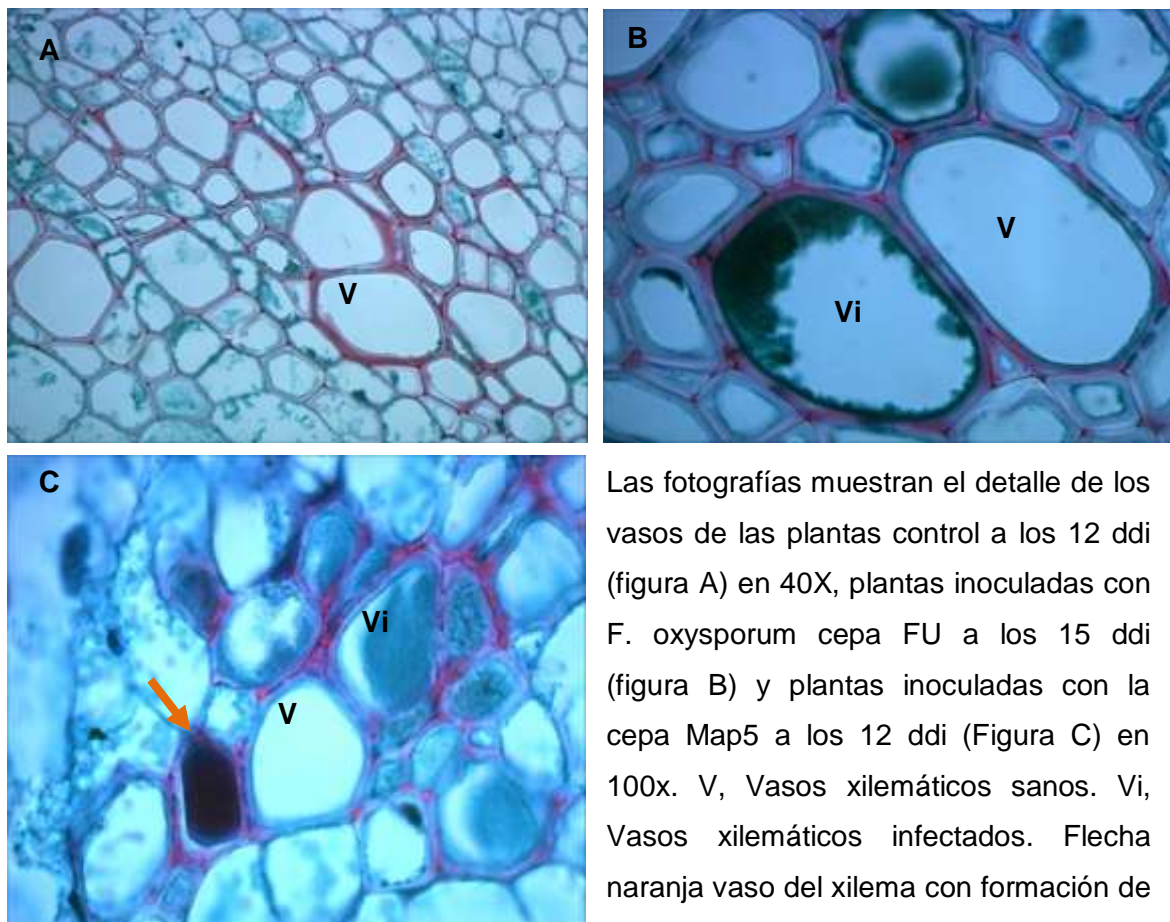 A
B
V
V
Vi
C
Vi
V
Las fotografías muestran el detalle de los
vasos de las plantas control a los 12 ddi
(figura A) en 40X, plantas inoculadas con
F. oxysporum cepa FU a los 15 ddi
(figura B) y plantas inoculadas con la
cepa Map5 a los 12 ddi (Figura C) en
100x. V, Vasos xilemáticos sanos. Vi,
Vasos xilemáticos infectados. Flecha
naranja vaso del xilema con formación de